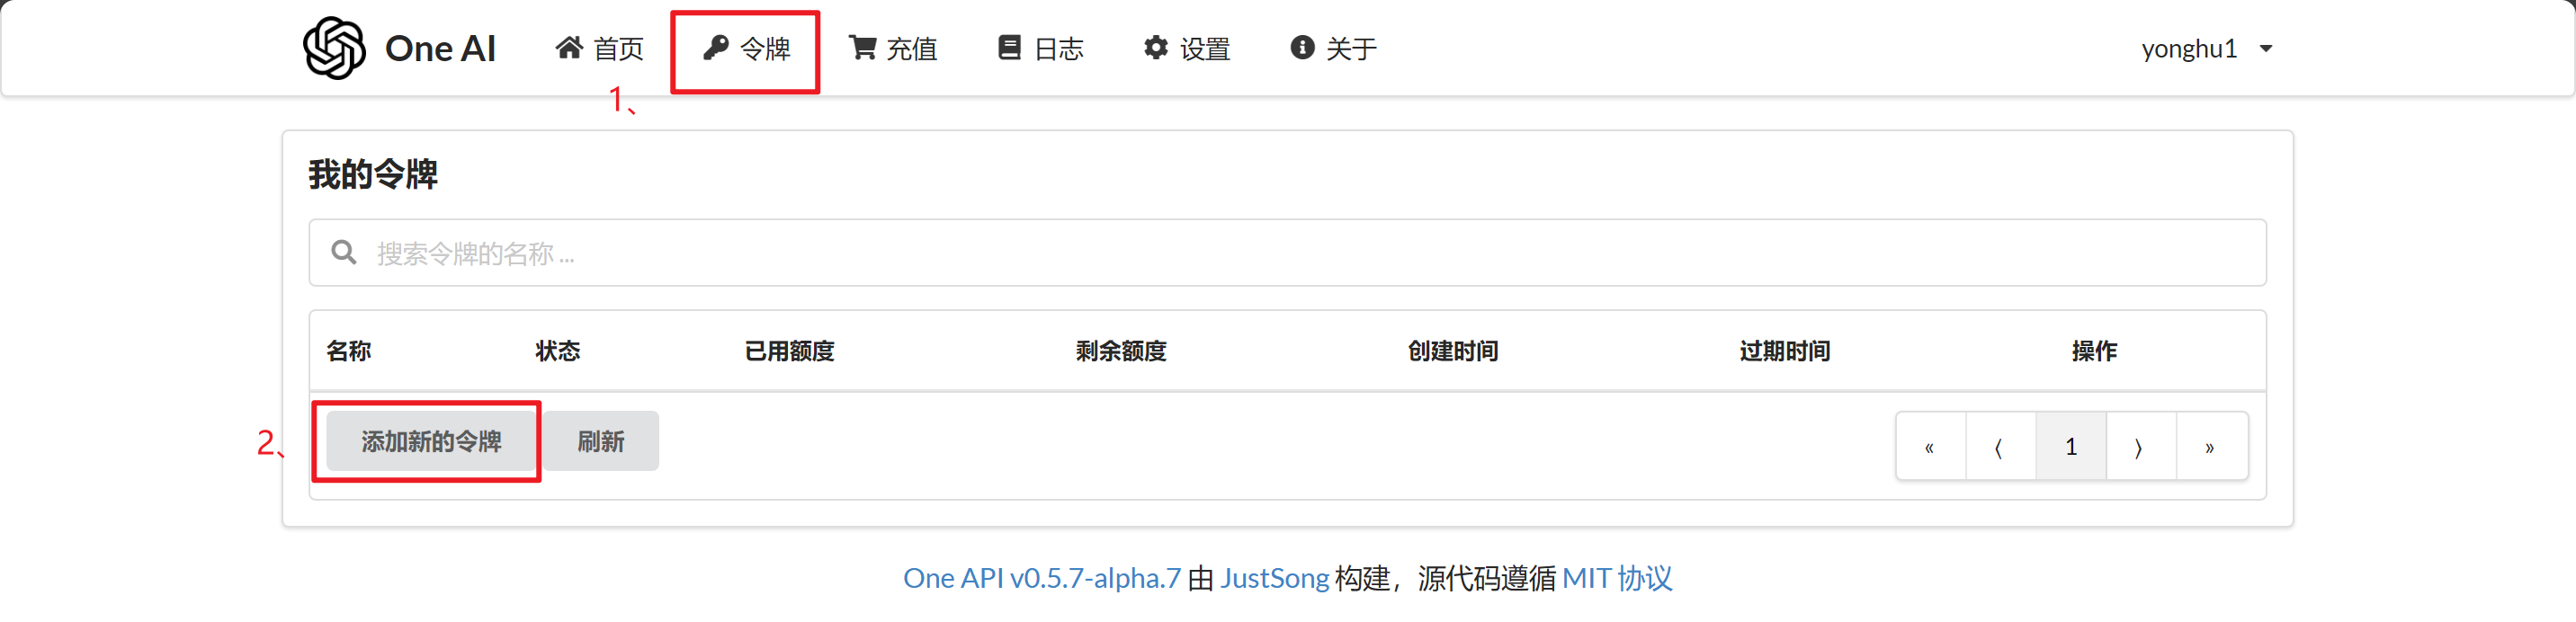 One AI 首页 令牌 充值 日志 设置 关于 yonghu1
1、
我的令牌
搜索令牌的名称 ...
名称 状态 已用额度 剩余额度 创建时间 过期时间 操作
2、 添加新的令牌 刷新 « ⟨ 1 ⟩ »
One API v0.5.7-alpha.7 由 JustSong 构建，源代码遵循 MIT 协议